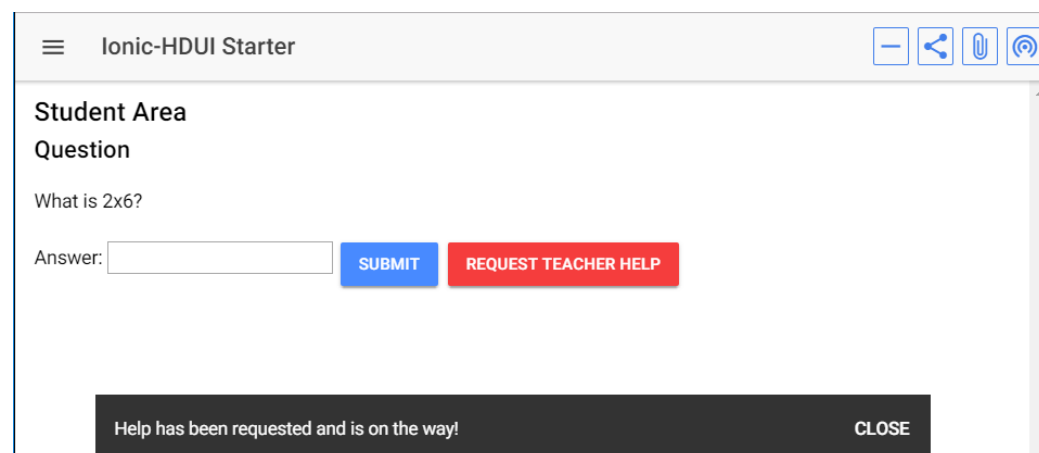 Ionic-HDUI Starter
Student Area
Question
What is 2x6?
Answer: SUBMIT REQUEST TEACHER HELP
Help has been requested and is on the way! CLOSE